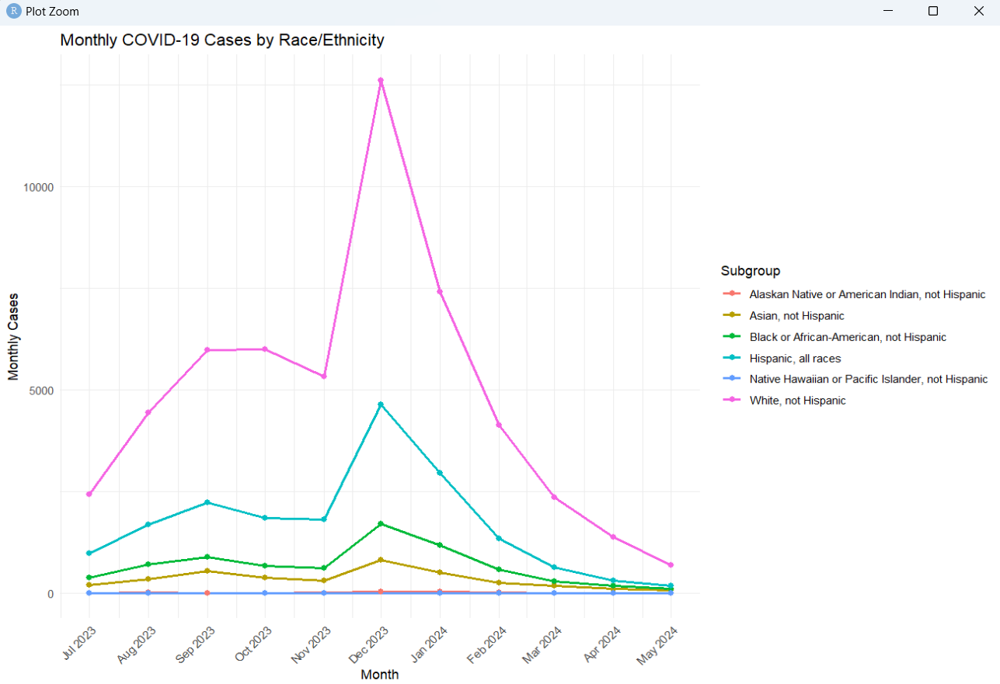 R Plot Zoom
Monthly COVID-19 Cases by Race/Ethnicity
10000
5000
0
Monthly Cases
Jul 2023
Aug 2023
Sep 2023
Oct 2023
Nov 2023
Dec 2023
Jan 2024
Feb 2024
Mar 2024
Apr 2024
May 2024
Month
Subgroup
Alaskan Native or American Indian, not Hispanic
Asian, not Hispanic
Black or African-American, not Hispanic
Hispanic, all races
Native Hawaiian or Pacific Islander, not Hispanic
White, not Hispanic